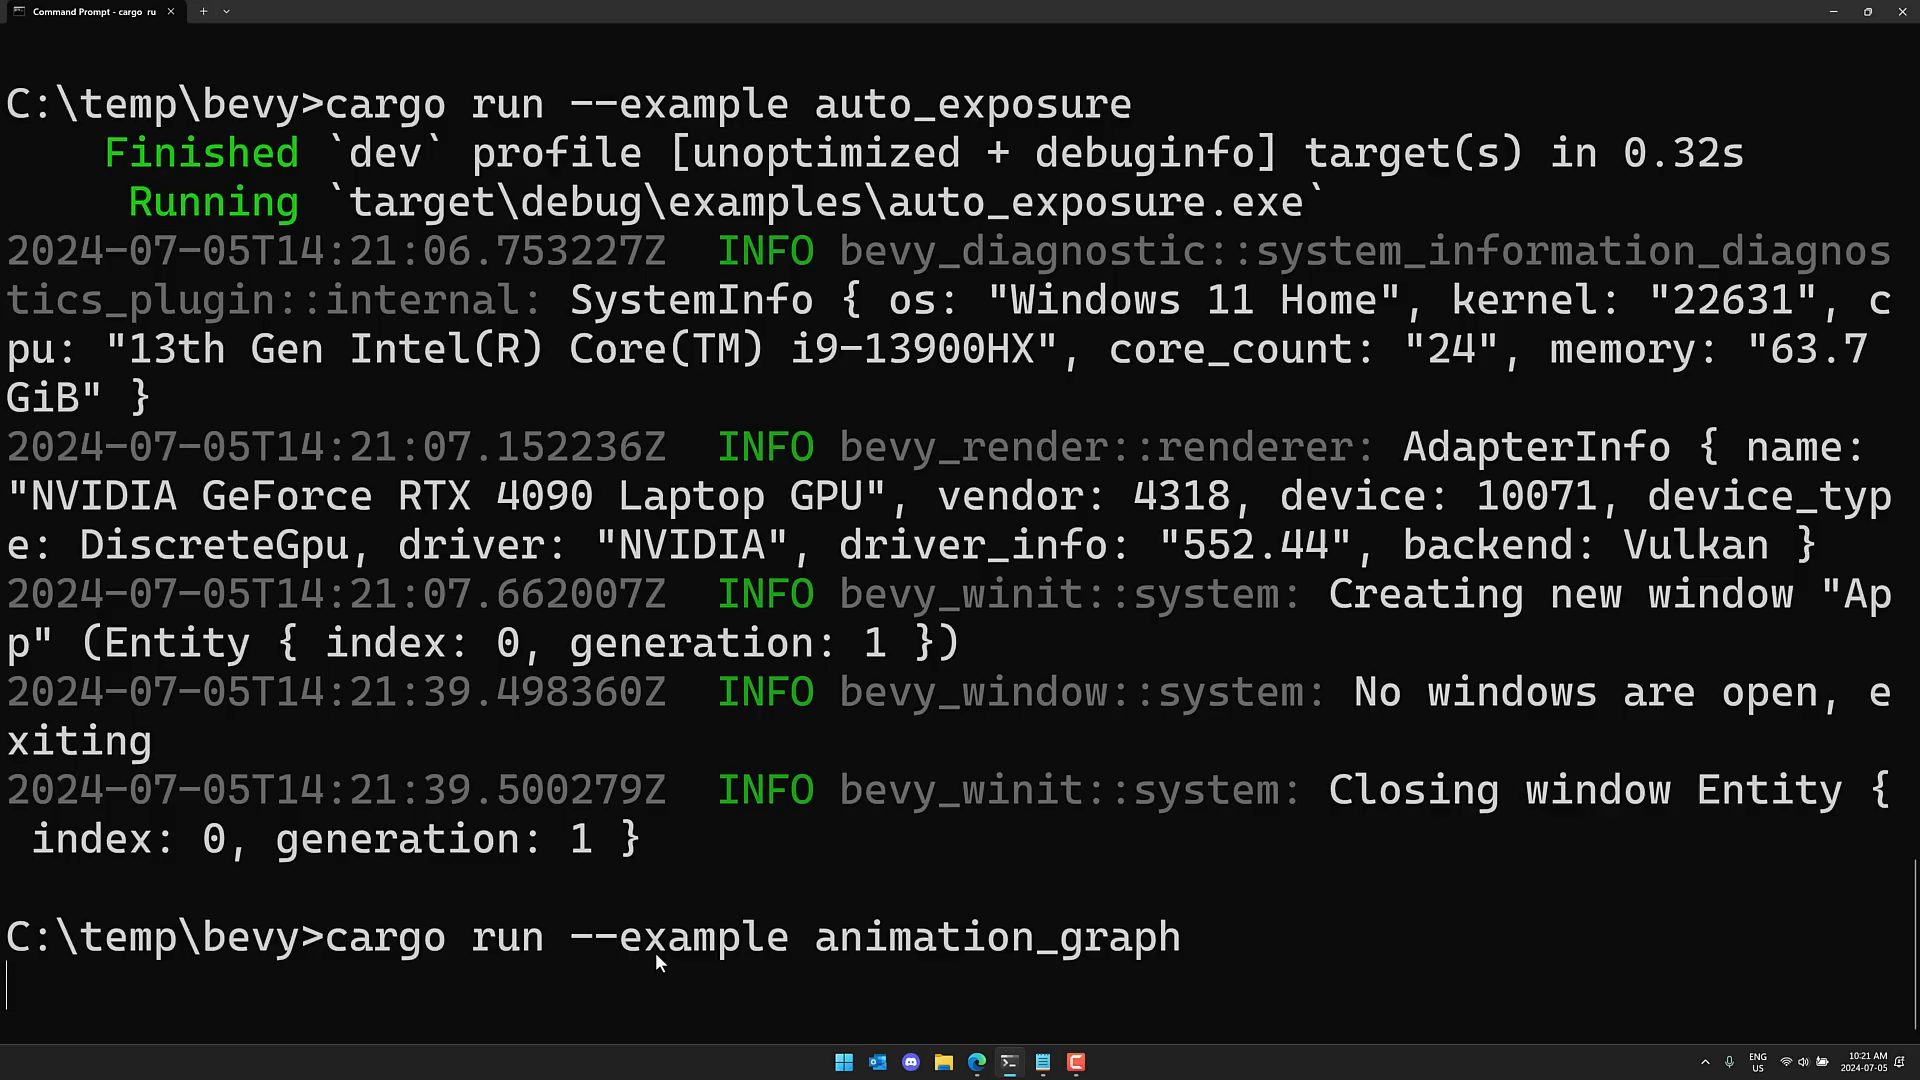 Command Prompt - cargo ru
C:\temp\bevy>cargo run --example auto_exposure
Finished `dev` profile [unoptimized + debuginfo] target(s) in 0.32s
Running `target\debug\examples\auto_exposure.exe`
2024-07-05T14:21:06.753227Z  INFO bevy_diagnostic::system_information_diagnos
tics_plugin::internal: SystemInfo { os: "Windows 11 Home", kernel: "22631", c
pu: "13th Gen Intel(R) Core(TM) i9-13900HX", core_count: "24", memory: "63.7
GiB" }
2024-07-05T14:21:07.152236Z  INFO bevy_render::renderer: AdapterInfo { name:
"NVIDIA GeForce RTX 4090 Laptop GPU", vendor: 4318, device: 10071, device_typ
e: DiscreteGpu, driver: "NVIDIA", driver_info: "552.44", backend: Vulkan }
2024-07-05T14:21:07.662007Z  INFO bevy_winit::system: Creating new window "Ap
p" (Entity { index: 0, generation: 1 })
2024-07-05T14:21:39.498360Z  INFO bevy_window::system: No windows are open, e
xiting
2024-07-05T14:21:39.500279Z  INFO bevy_winit::system: Closing window Entity {
index: 0, generation: 1 }
C:\temp\bevy>cargo run --example animation_graph
ENG
US
10:21 AM
2024-07-05